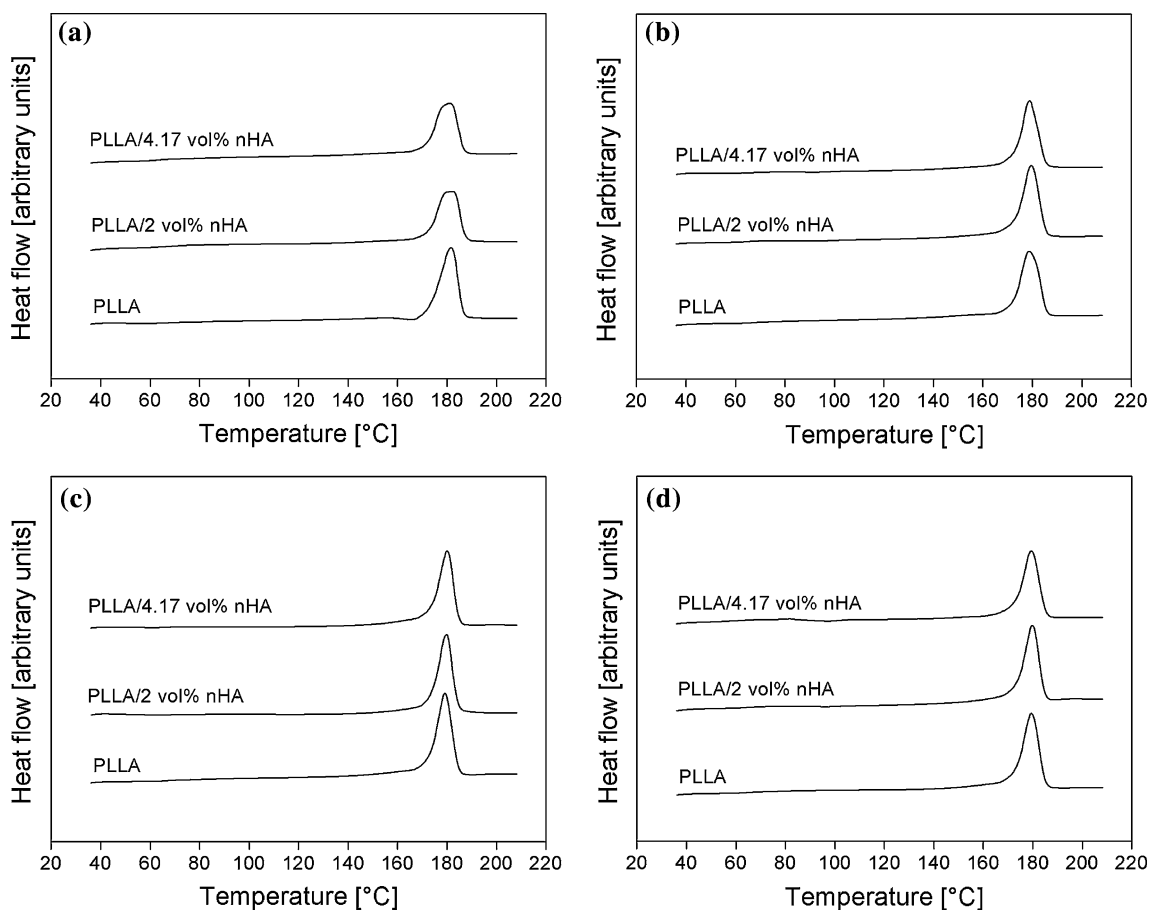 (a)
Heat flow [arbitrary units]
PLLA/4.17 vol% nHA
PLLA/2 vol% nHA
PLLA
20 40 60 80 100 120 140 160 180 200 220
Temperature [°C]
(b)
Heat flow [arbitrary units]
PLLA/4.17 vol% nHA
PLLA/2 vol% nHA
PLLA
20 40 60 80 100 120 140 160 180 200 220
Temperature [°C]
(c)
Heat flow [arbitrary units]
PLLA/4.17 vol% nHA
PLLA/2 vol% nHA
PLLA
20 40 60 80 100 120 140 160 180 200 220
Temperature [°C]
(d)
Heat flow [arbitrary units]
PLLA/4.17 vol% nHA
PLLA/2 vol% nHA
PLLA
20 40 60 80 100 120 140 160 180 200 220
Temperature [°C]